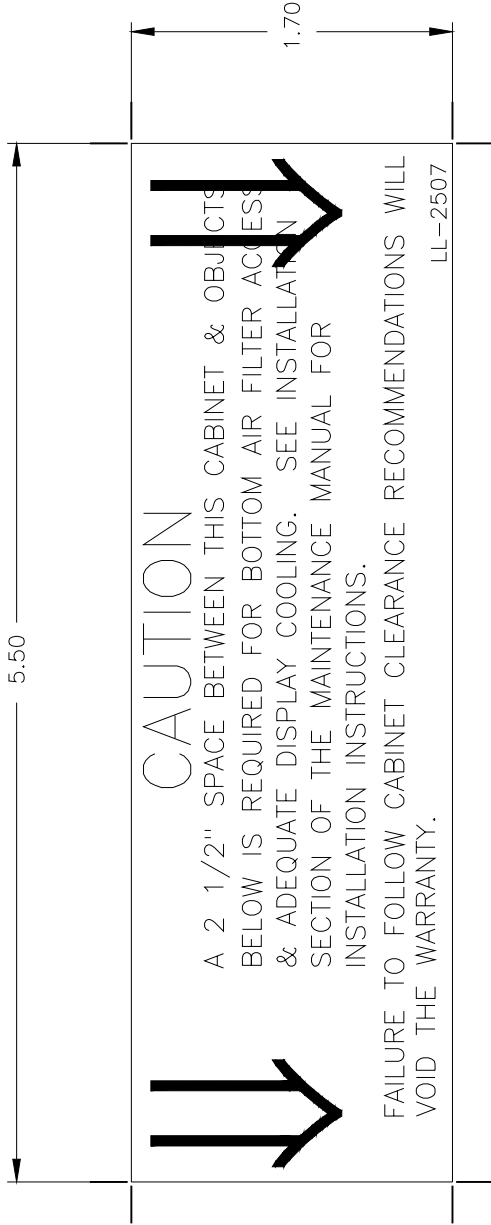 5.50
1.70
CAUTION
A 2 1/2" SPACE BETWEEN THIS CABINET & OBJECTS
BELOW IS REQUIRED FOR BOTTOM AIR FILTER ACCESS
& ADEQUATE DISPLAY COOLING. SEE INSTALLATION
SECTION OF THE MAINTENANCE MANUAL FOR
INSTALLATION INSTRUCTIONS.
FAILURE TO FOLLOW CABINET CLEARANCE RECOMMENDATIONS WILL
VOID THE WARRANTY.
LL-2507